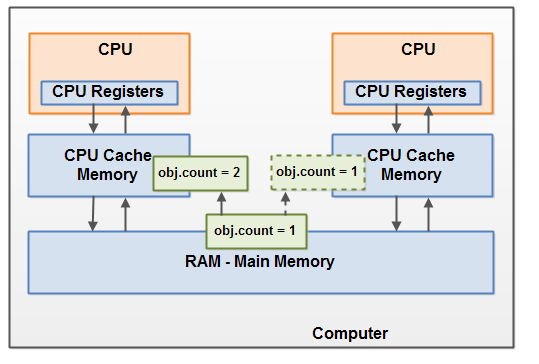 CPU
CPU
CPU Registers
CPU Registers
CPU Cache
Memory
CPU Cache
Memory
obj.count = 2
obj.count = 1
obj.count = 1
RAM - Main Memory
Computer